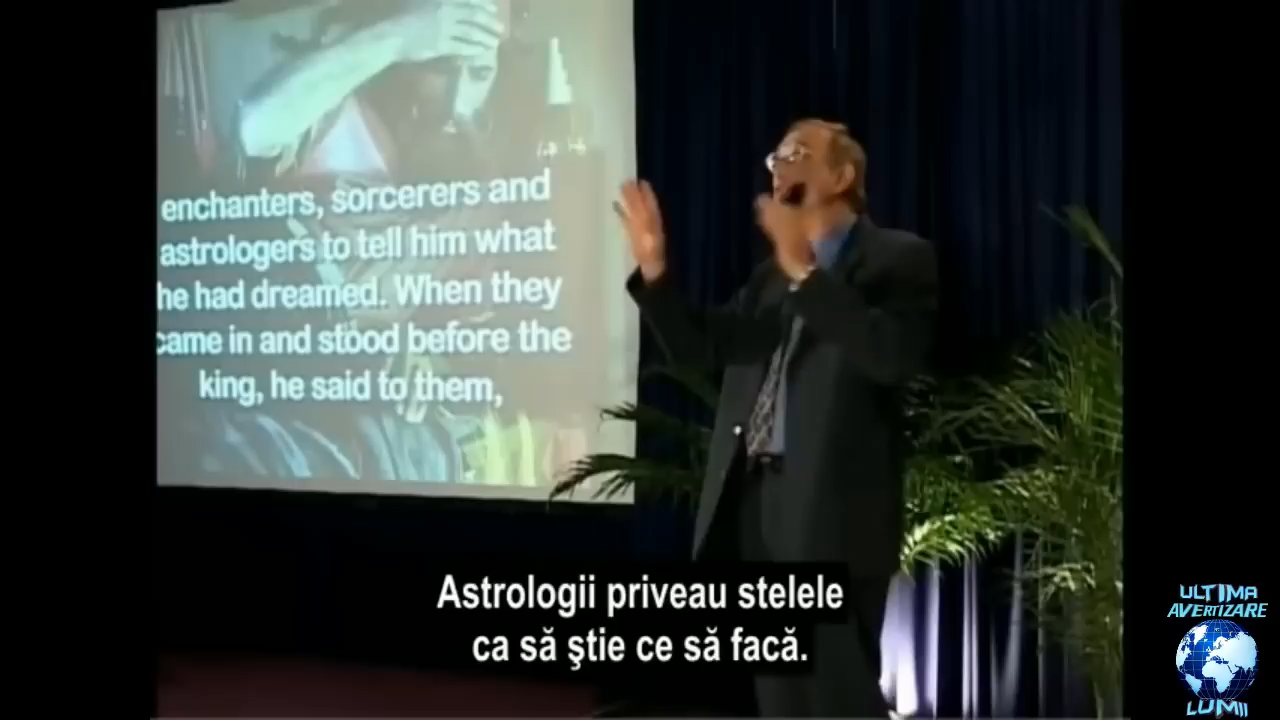 enchanters, sorcerers and
astrologers to tell him what
he had dreamed. When they
came in and stood before the
king, he said to them,
Astrologii priveau stelele
ca să ştie ce să facă.
ULTIMA
AVERTIZARE
LUMII